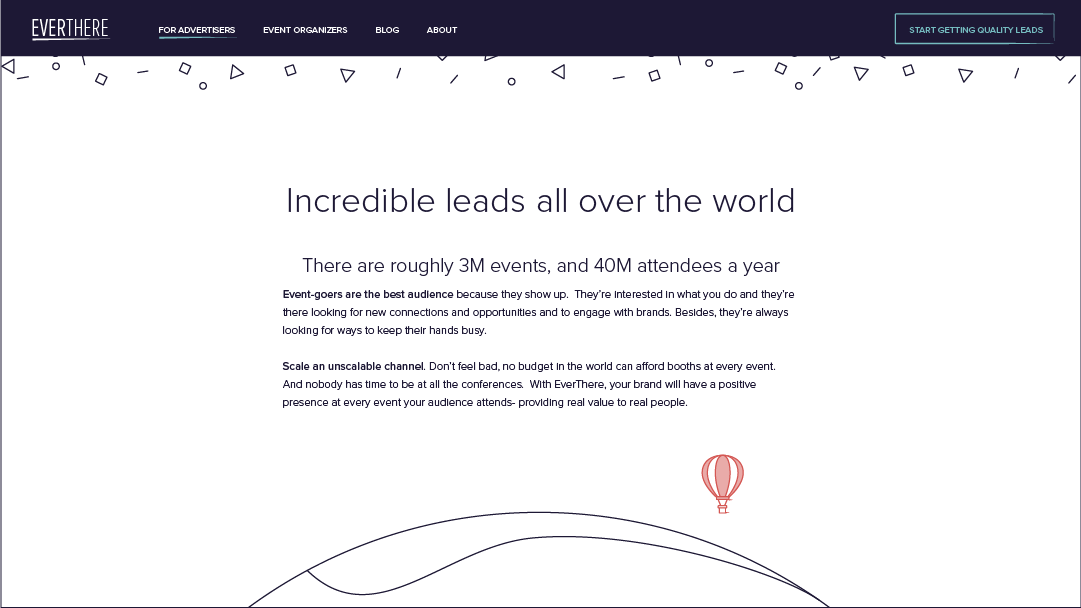 EVERTHERE
FOR ADVERTISERS
EVENT ORGANIZERS
BLOG
ABOUT
START GETTING QUALITY LEADS
Incredible leads all over the world
There are roughly 3M events, and 40M attendees a year
Event-goers are the best audience because they show up.  They're interested in what you do and they're
there looking for new connections and opportunities and to engage with brands. Besides, they're always
looking for ways to keep their hands busy.
Scale an unscalable channel. Don't feel bad, no budget in the world can afford booths at every event.
And nobody has time to be at all the conferences.  With EverThere, your brand will have a positive
presence at every event your audience attends- providing real value to real people.